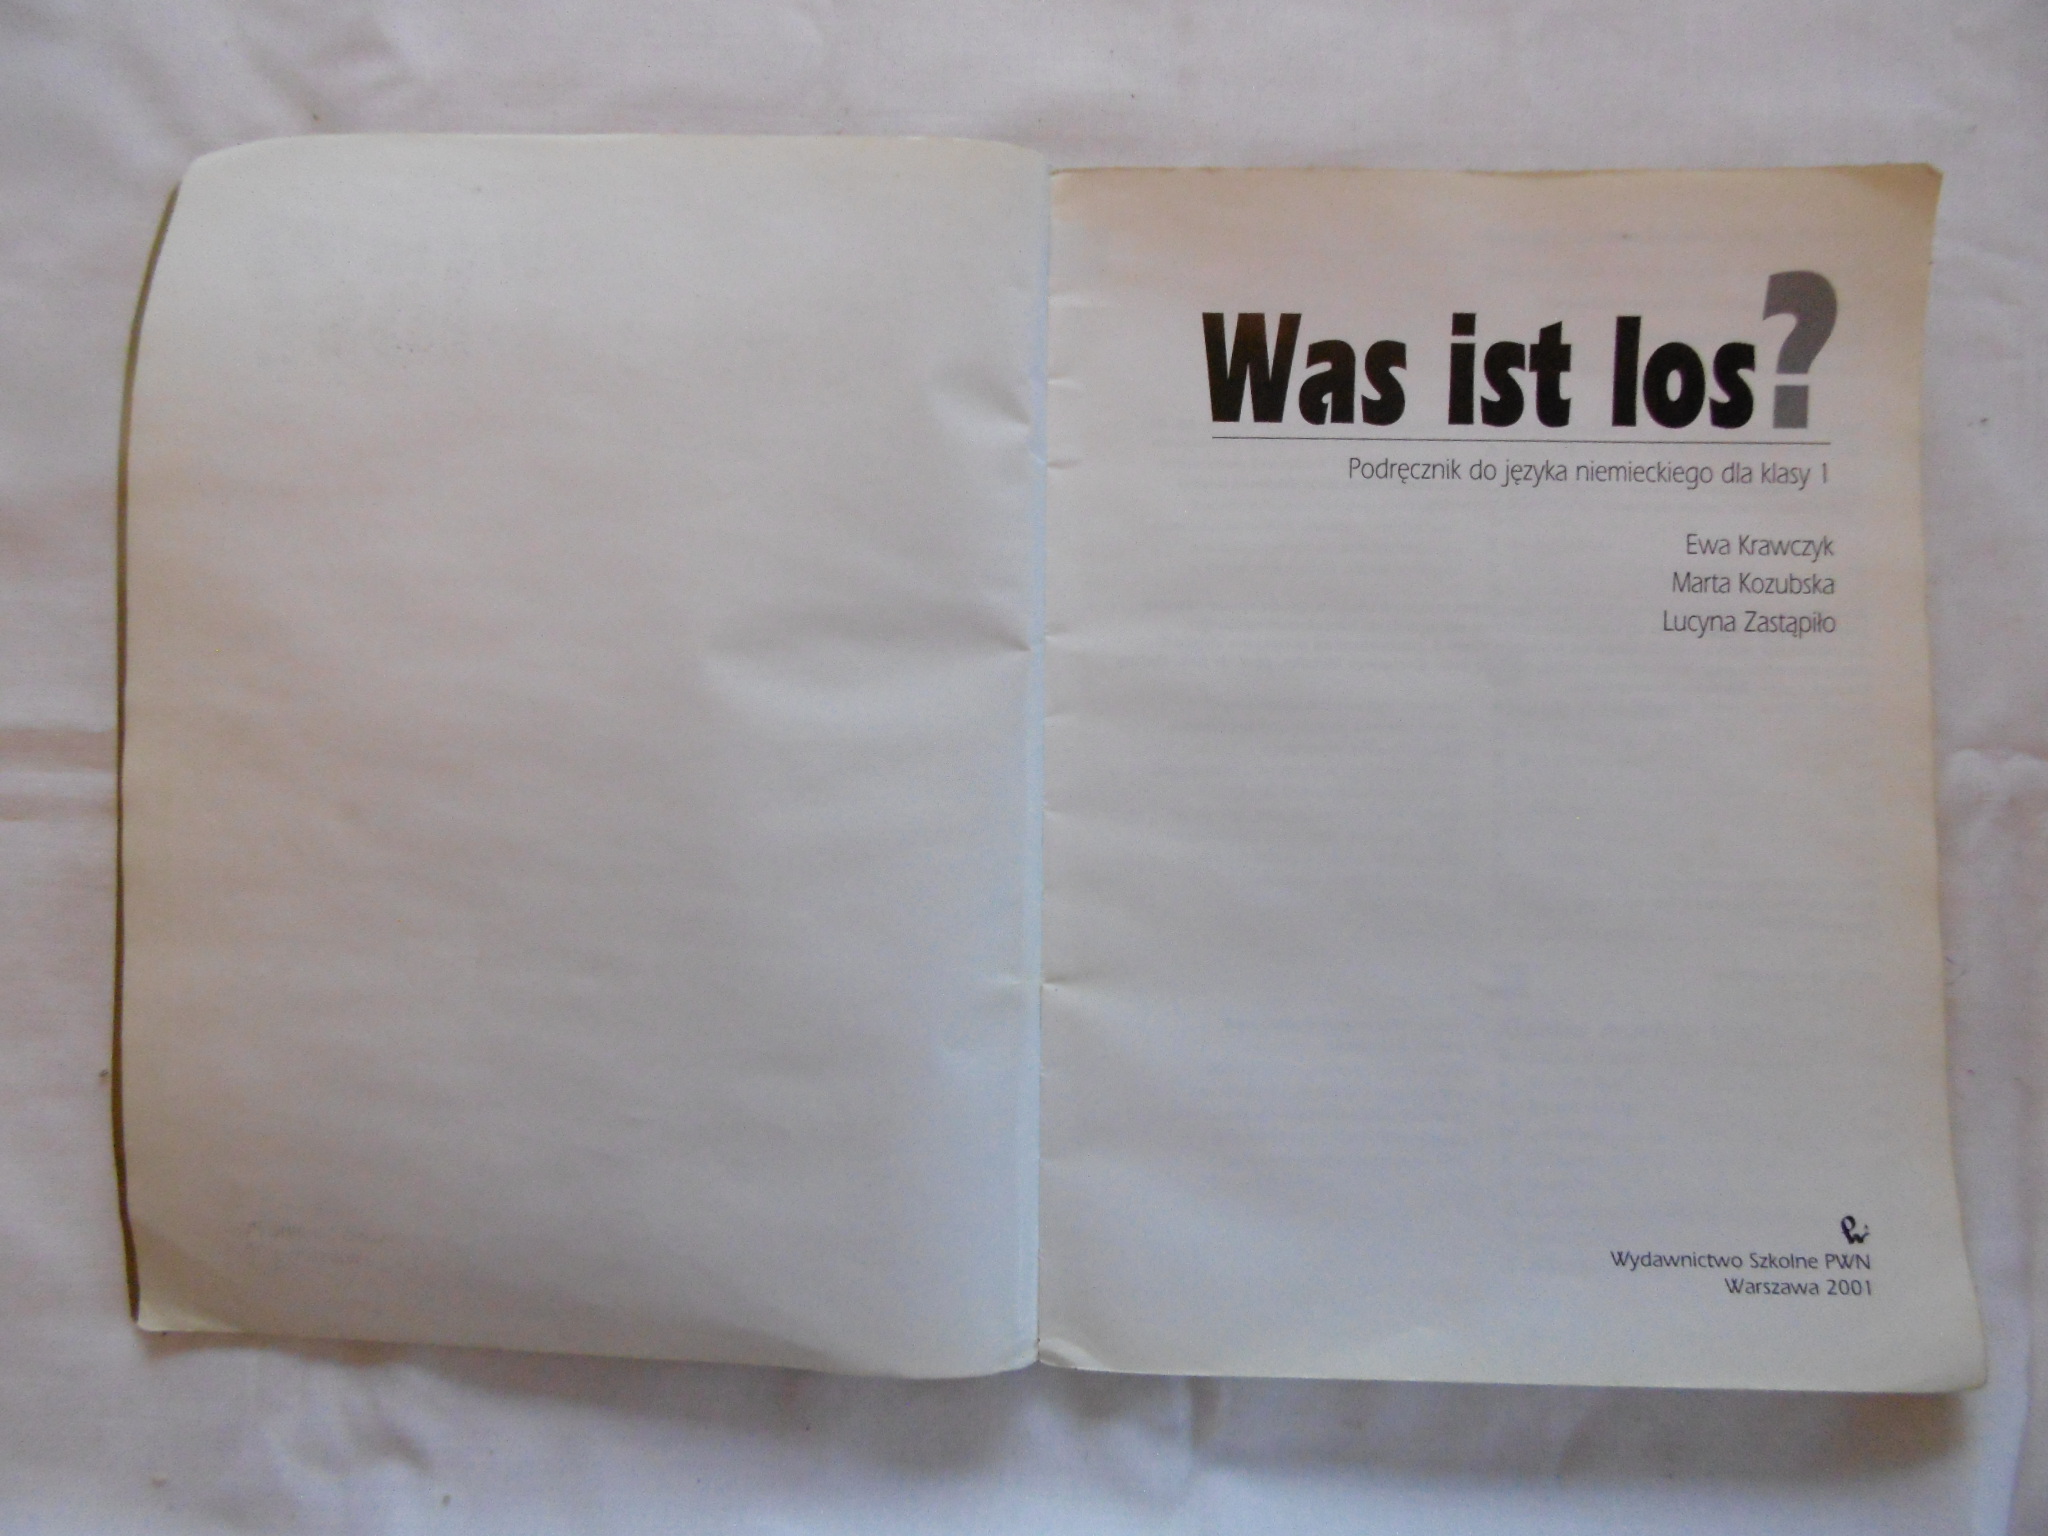 Was ist los?
Podręcznik do języka niemieckiego dla klasy 1
Ewa Krawczyk
Marta Kozubska
Lucyna Zastąpiło
Wydawnictwo Szkolne PWN
Warszawa 2001